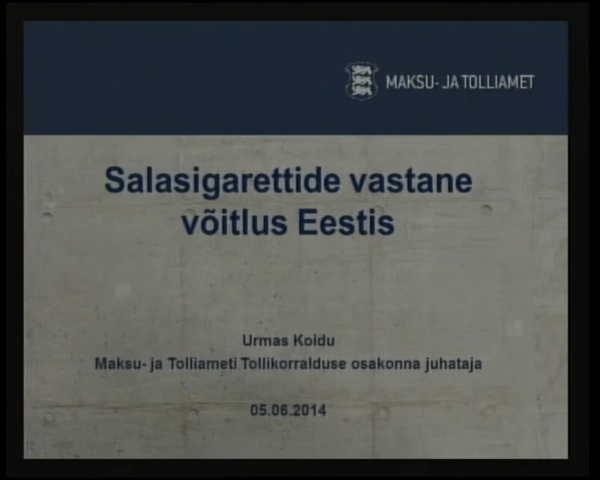 MAKSU- JA TOLLIAMET
Salasigarettide vastane
võitlus Eestis
Urmas Koidu
Maksu- ja Tolliameti Tollikorralduse osakonna juhataja
05.06.2014